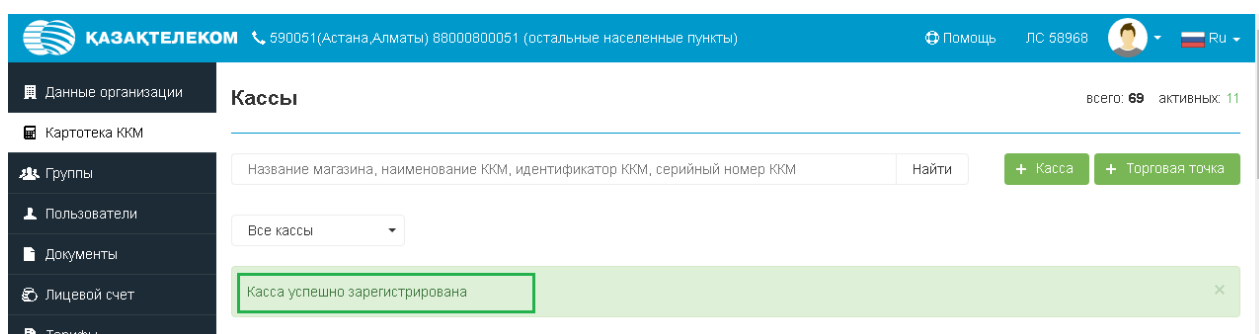 ҚАЗАҚТЕЛЕКОМ 590051(Астана,Алматы) 88000800051 (остальные населенные пункты) Помощь ЛС 58968 Ru
Данные организации
Картотека ККМ
Группы
Пользователи
Документы
Лицевой счет
Тарифы
Кассы всего: 69 активных: 11
Название магазина, наименование ККМ, идентификатор ККМ, серийный номер ККМ Найти + Касса + Торговая точка
Все кассы
Касса успешно зарегистрирована ×